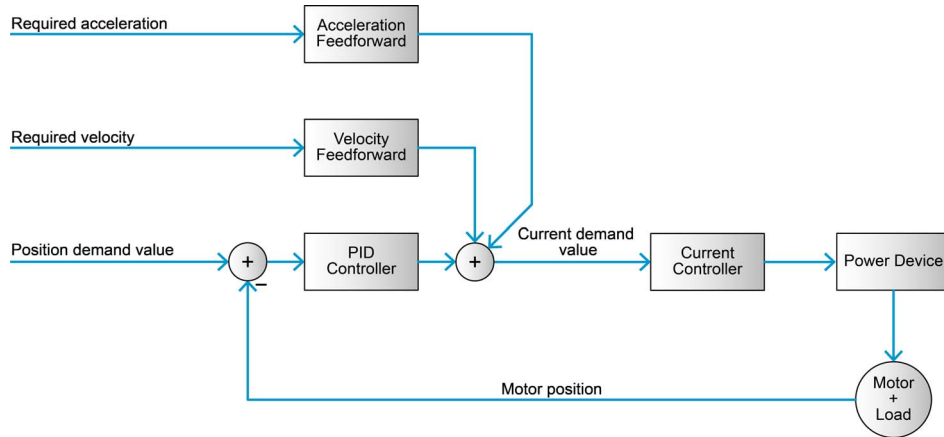 Required acceleration
Acceleration
Feedforward
Required velocity
Velocity
Feedforward
Position demand value
+
−
PID
Controller
+
Current demand
value
Current
Controller
Power Device
Motor position
Motor
+
Load